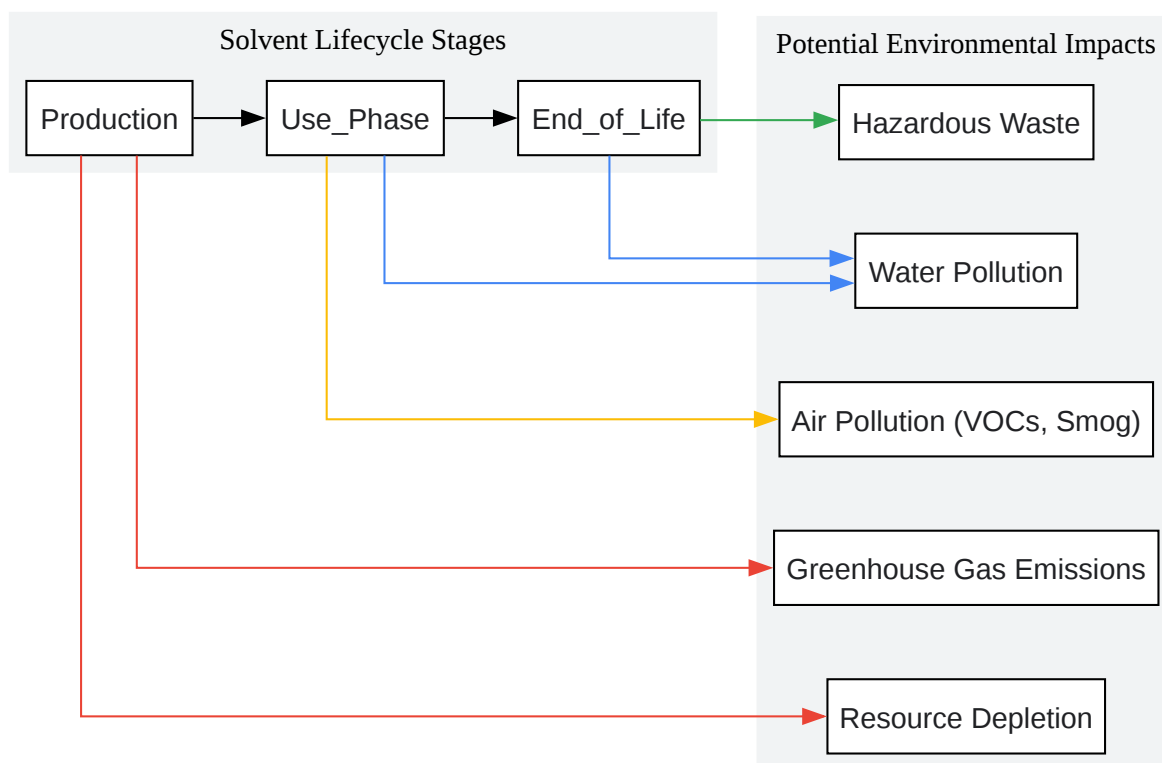 Solvent Lifecycle Stages
Potential Environmental Impacts
Production
Use_Phase
End_of_Life
Hazardous Waste
Water Pollution
Air Pollution (VOCs, Smog)
Greenhouse Gas Emissions
Resource Depletion